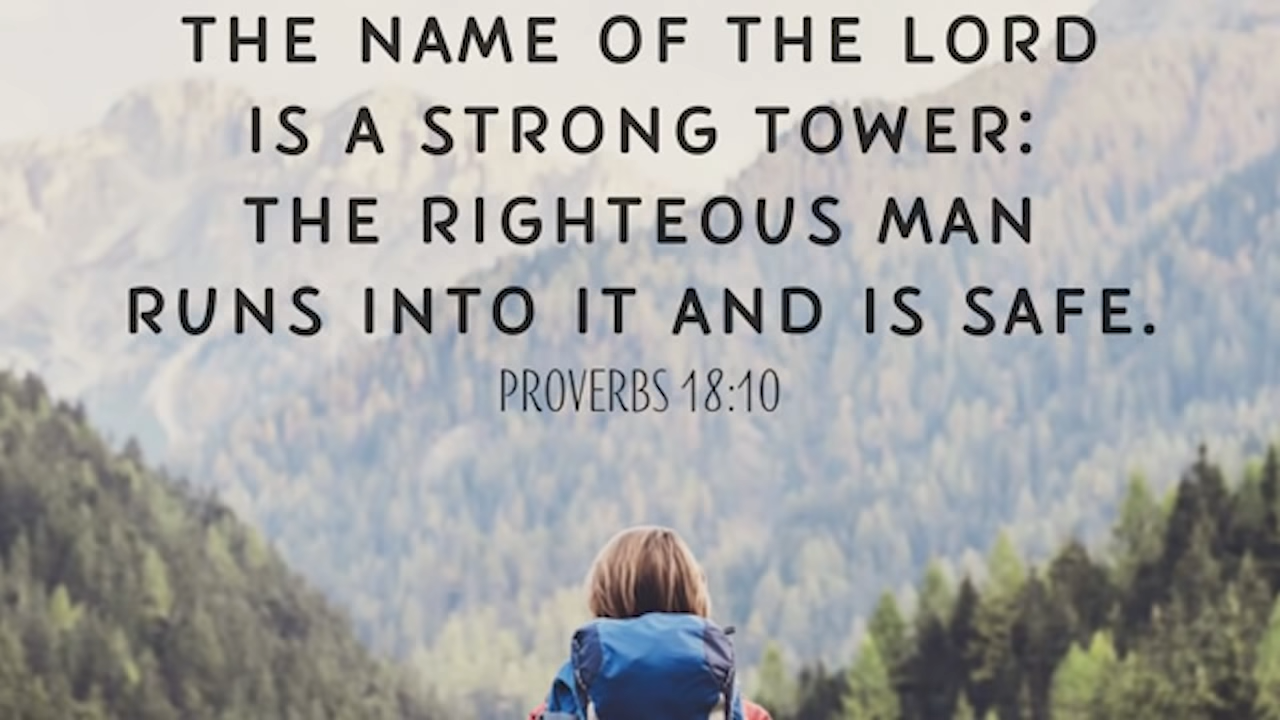 THE NAME OF THE LORD
IS A STRONG TOWER:
THE RIGHTEOUS MAN
RUNS INTO IT AND IS SAFE.
PROVERBS 18:10